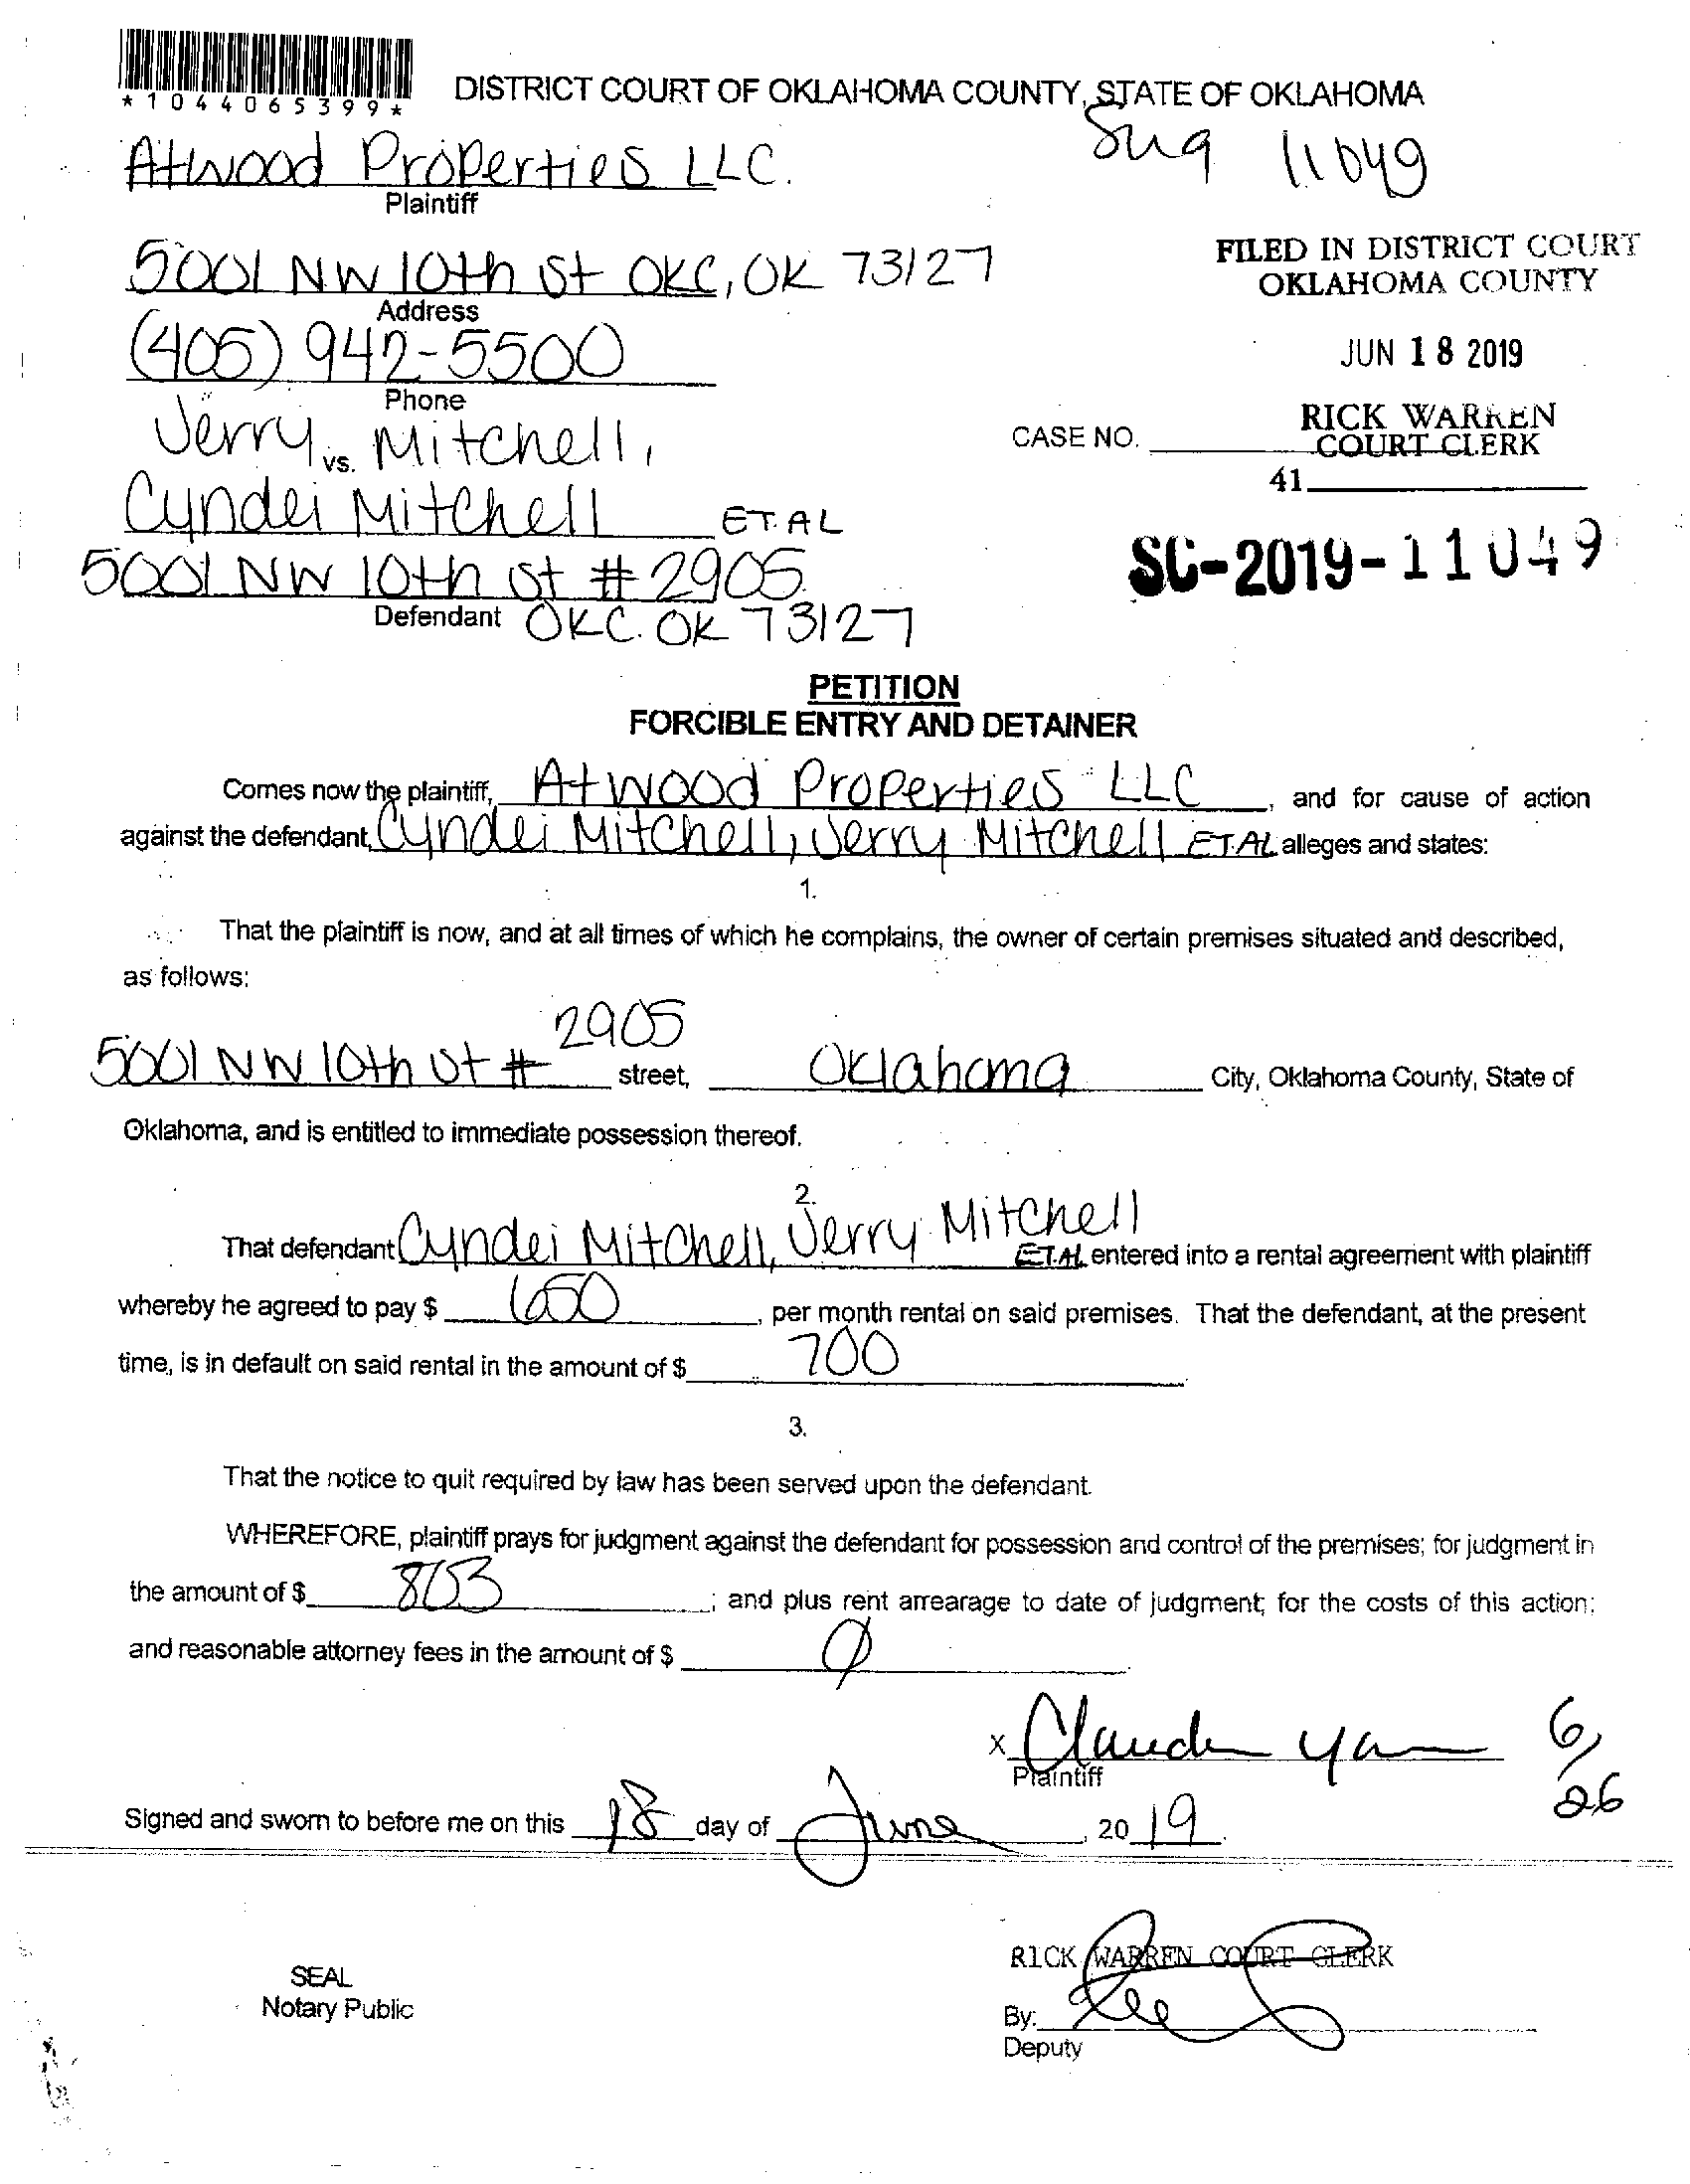 *1044065399*
DISTRICT COURT OF OKLAHOMA COUNTY, STATE OF OKLAHOMA
Atwood Properties LLC.
11049
Plaintiff
5001 NW 10th St OKC, OK 73127
Address
FILED IN DISTRICT COURT
OKLAHOMA COUNTY
(405) 942-5500
Phone
JUN 18 2019
Jerry Mitchell,
vs.
CASE NO.
RICK WARREN
COURT CLERK
41
Cyndei Mitchell ET. AL
5001 NW 10th St # 2905
SC-2019-11049
Defendant OKC. OK 73127
PETITION
FORCIBLE ENTRY AND DETAINER
Comes now the plaintiff, Atwood Properties LLC, and for cause of action
against the defendant, Cyndei Mitchell, Jerry Mitchell ET.AL alleges and states:
1.
That the plaintiff is now, and at all times of which he complains, the owner of certain premises situated and described,
as follows:
5001 NW 10th St # 2905 street, Oklahoma City, Oklahoma County, State of
Oklahoma, and is entitled to immediate possession thereof.
2.
That defendant Cyndei Mitchell, Jerry Mitchell ET.AL entered into a rental agreement with plaintiff
whereby he agreed to pay $ 650, per month rental on said premises. That the defendant, at the present
time, is in default on said rental in the amount of $ 700
3.
That the notice to quit required by law has been served upon the defendant.
WHEREFORE, plaintiff prays for judgment against the defendant for possession and control of the premises; for judgment in
the amount of $ ; and plus rent arrearage to date of judgment; for the costs of this action;
and reasonable attorney fees in the amount of $ 0
X
Plaintiff
6/26
Signed and sworn to before me on this 18 day of June, 2019
RICK WARREN COURT CLERK
SEAL
Notary Public
By:
Deputy